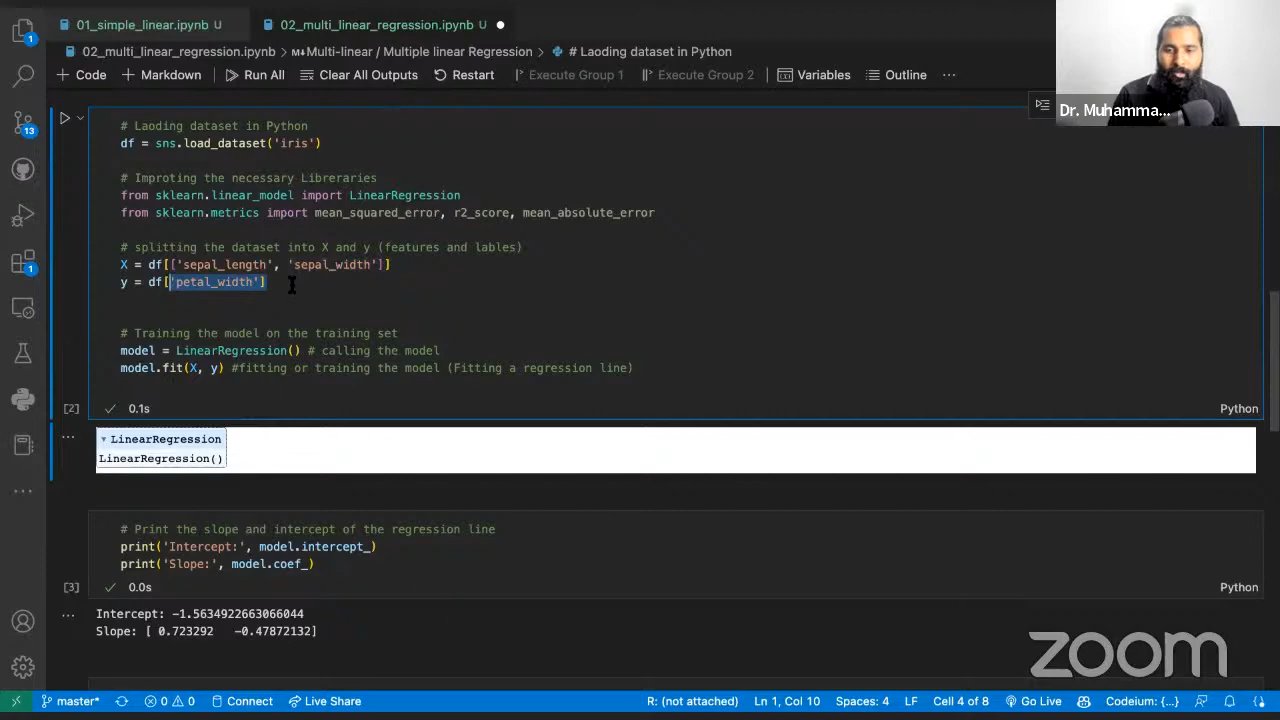 01_simple_linear.ipynb U
02_multi_linear_regression.ipynb U
02_multi_linear_regression.ipynb > M↓Multi-linear / Multiple linear Regression > # Laoding dataset in Python
+ Code + Markdown Run All Clear All Outputs Restart Execute Group 1 Execute Group 2 Variables Outline ...
Dr. Muhamma...
# Laoding dataset in Python
df = sns.load_dataset('iris')
# Improting the necessary Libreraries
from sklearn.linear_model import LinearRegression
from sklearn.metrics import mean_squared_error, r2_score, mean_absolute_error
# splitting the dataset into X and y (features and lables)
X = df[['sepal_length', 'sepal_width']]
y = df['petal_width']
# Training the model on the training set
model = LinearRegression() # calling the model
model.fit(X, y) #fitting or training the model (Fitting a regression line)
[2] 0.1s Python
LinearRegression
LinearRegression()
# Print the slope and intercept of the regression line
print('Intercept:', model.intercept_)
print('Slope:', model.coef_)
[3] 0.0s Python
Intercept: -1.5634922663066044
Slope: [ 0.723292 -0.47872132]
zoom
1
13
1
master* 0 0 Connect Live Share R: (not attached) Ln 1, Col 10 Spaces: 4 LF Cell 4 of 8 Go Live Codeium: {...}